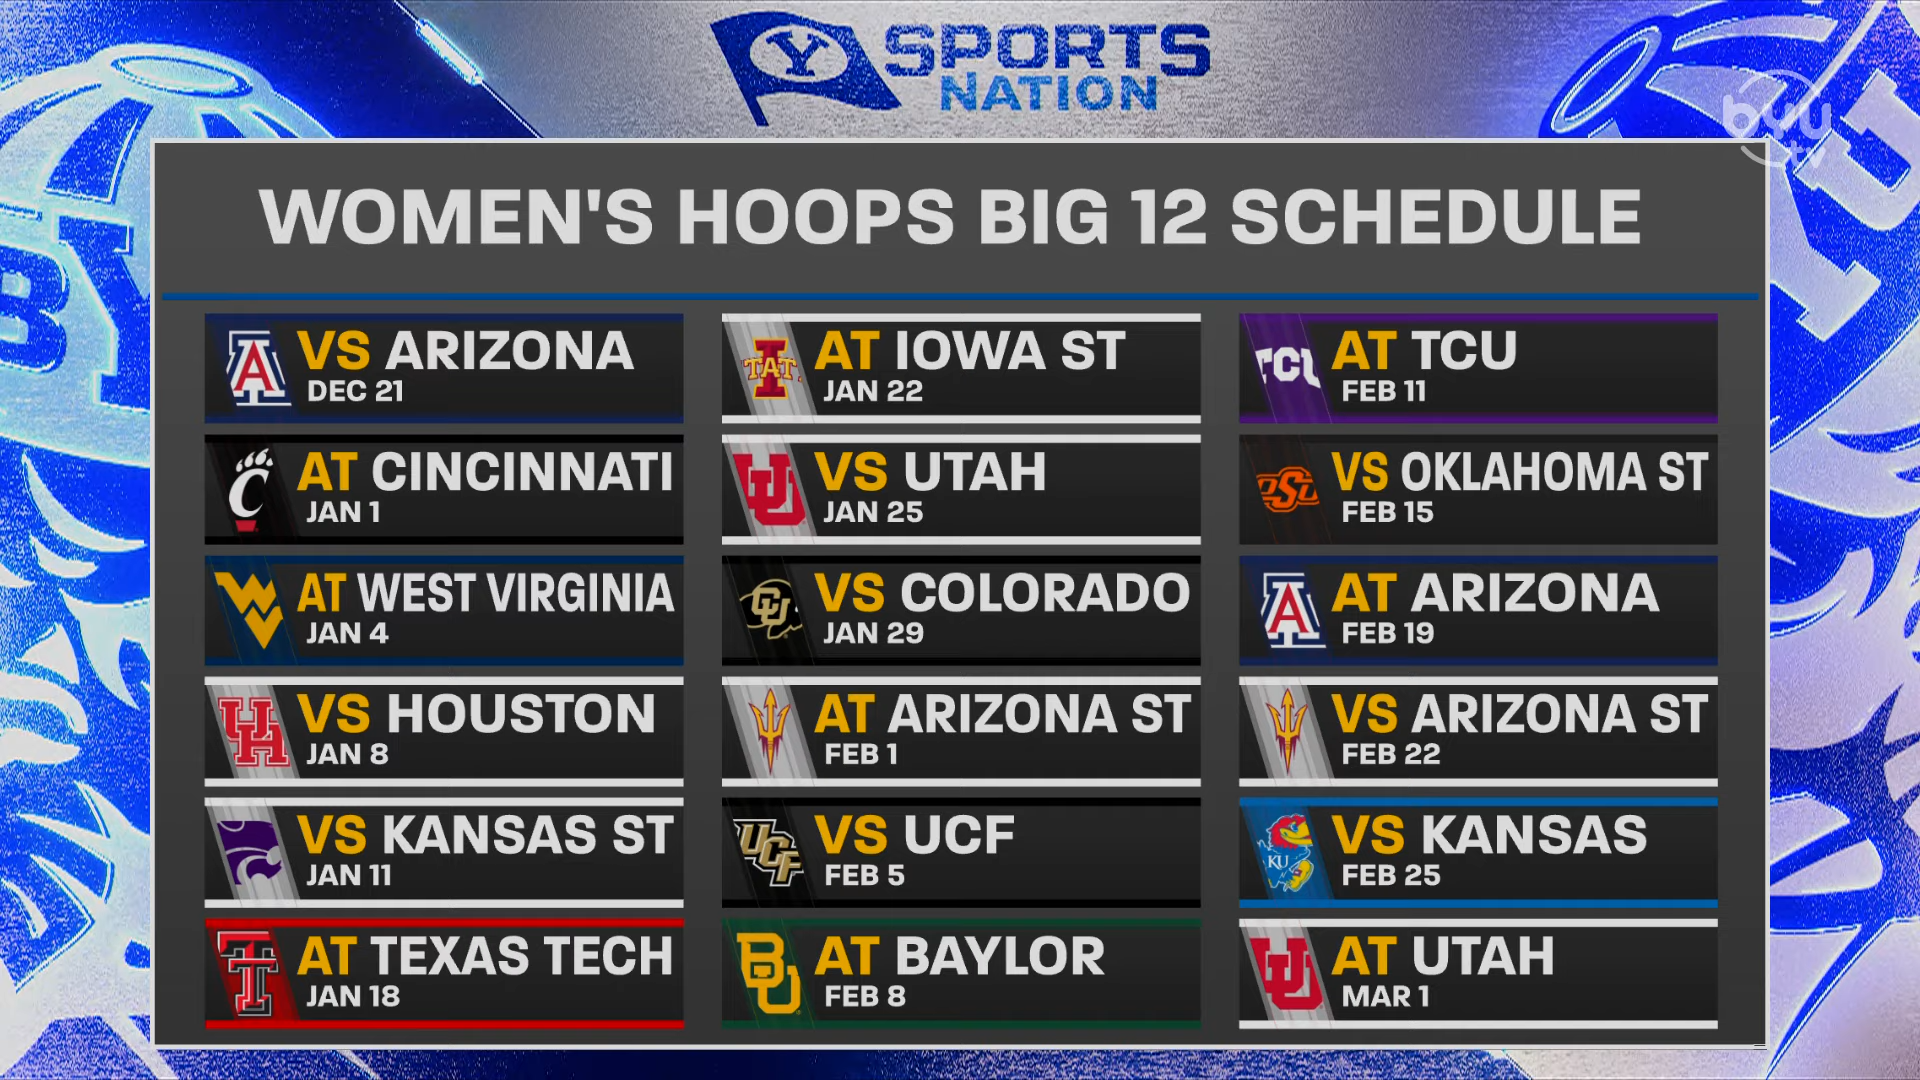 Y SPORTS
NATION
byu
tv
WOMEN'S HOOPS BIG 12 SCHEDULE
VS ARIZONA
DEC 21
AT CINCINNATI
JAN 1
AT WEST VIRGINIA
JAN 4
VS HOUSTON
JAN 8
VS KANSAS ST
JAN 11
AT TEXAS TECH
JAN 18
AT IOWA ST
JAN 22
VS UTAH
JAN 25
VS COLORADO
JAN 29
AT ARIZONA ST
FEB 1
VS UCF
FEB 5
AT BAYLOR
FEB 8
AT TCU
FEB 11
VS OKLAHOMA ST
FEB 15
AT ARIZONA
FEB 19
VS ARIZONA ST
FEB 22
VS KANSAS
FEB 25
AT UTAH
MAR 1